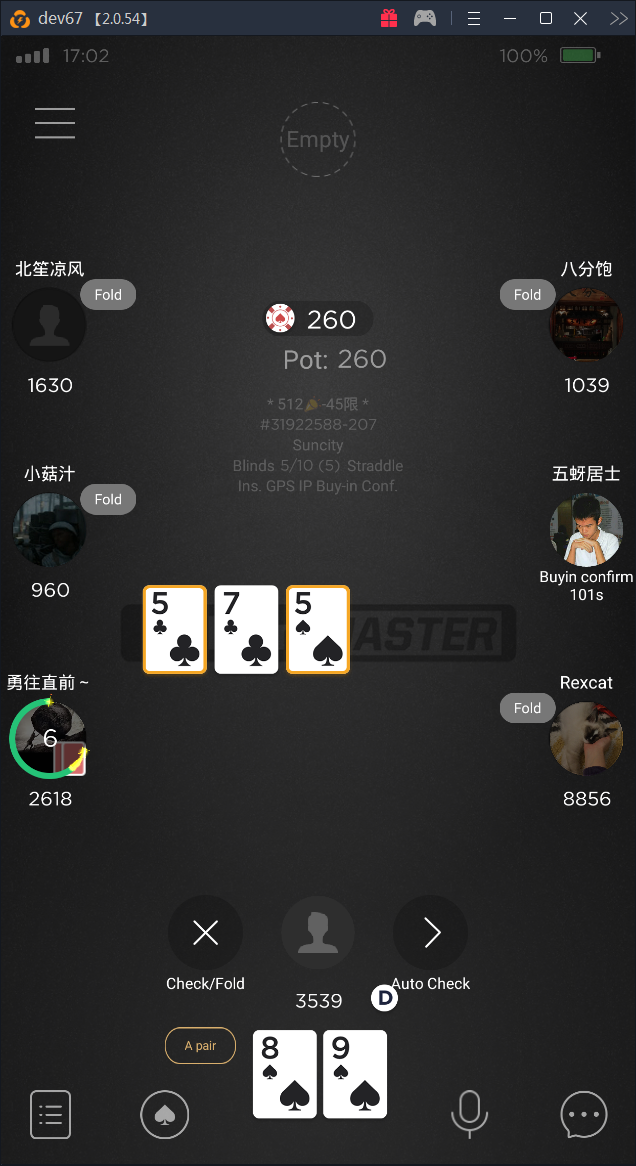 dev67 【2.0.54】
17:02
100%
Empty
北笙凉风
Fold
1630
八分饱
Fold
1039
260
Pot: 260
* 512 -45限 *
#31922588-207
Suncity
Blinds 5/10 (5) Straddle
Ins. GPS IP Buy-in Conf.
小菇汁
Fold
960
五蚜居士
Buyin confirm
101s
5
7
5
ASTER
勇往直前 ~
6
2618
Rexcat
Fold
8856
Check/Fold
3539
D
Auto Check
A pair
8
9